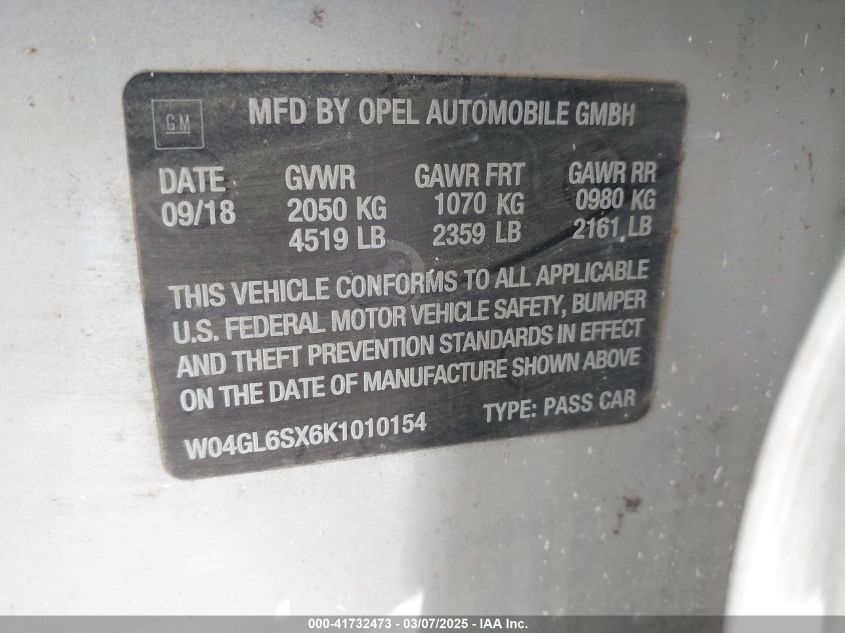 GM
MFD BY OPEL AUTOMOBILE GMBH
DATE GVWR GAWR FRT GAWR RR
09/18 2050 KG 1070 KG 0980 KG
4519 LB 2359 LB 2161 LB
THIS VEHICLE CONFORMS TO ALL APPLICABLE
U.S. FEDERAL MOTOR VEHICLE SAFETY, BUMPER
AND THEFT PREVENTION STANDARDS IN EFFECT
ON THE DATE OF MANUFACTURE SHOWN ABOVE
W04GL6SX6K1010154 TYPE: PASS CAR
000-41732473 - 03/07/2025 - IAA Inc.